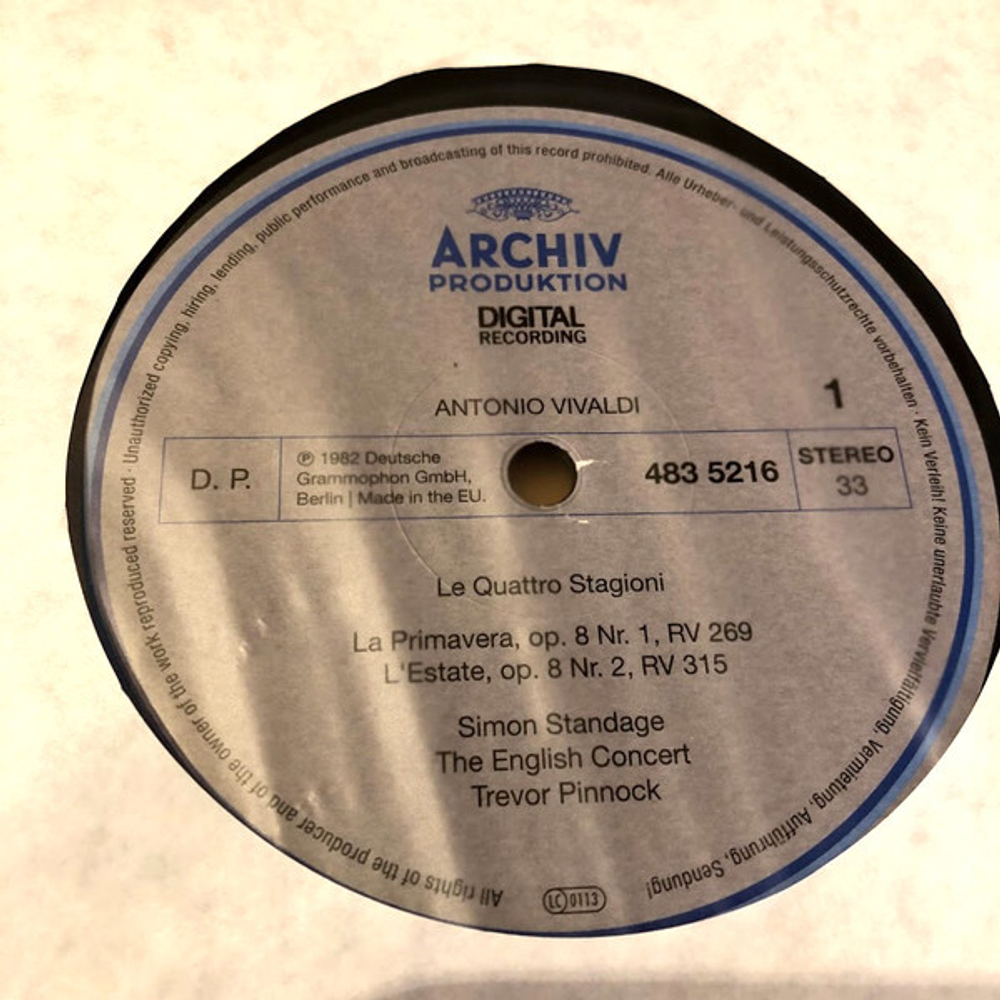 All rights of the producer and of the owner of the work reproduced reserved · Unauthorized copying, hiring, lending, public performance and broadcasting of this record prohibited. Alle Urheber- und Leistungsschutzrechte vorbehalten · Kein Verleih! Keine unerlaubte Vervielfältigung, Vermietung, Aufführung, Sendung!
ARCHIV
PRODUKTION
DIGITAL
RECORDING
ANTONIO VIVALDI
1
D. P.
℗ 1982 Deutsche
Grammophon GmbH,
Berlin | Made in the EU.
483 5216
STEREO
33
Le Quattro Stagioni
La Primavera, op. 8 Nr. 1, RV 269
L'Estate, op. 8 Nr. 2, RV 315
Simon Standage
The English Concert
Trevor Pinnock
LC 0113